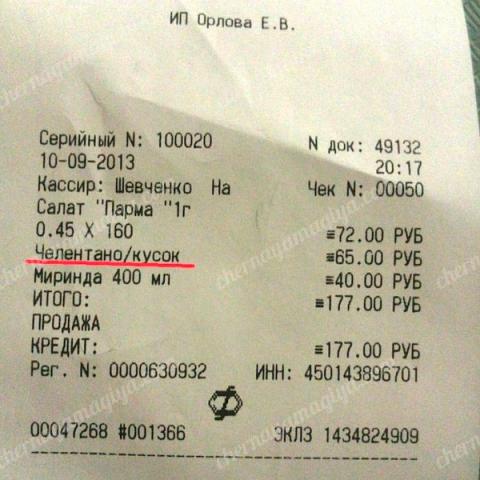 ИП Орлова Е.В.
Серийный N: 100020 N док: 49132
10-09-2013 20:17
Кассир: Шевченко На Чек N: 00050
Салат "Парма "1г
0.45 X 160 ≡72.00 РУБ
Челентано/кусок ≡65.00 РУБ
Миринда 400 мл ≡40.00 РУБ
ИТОГО: ≡177.00 РУБ
ПРОДАЖА
КРЕДИТ: ≡177.00 РУБ
Рег. N: 0000630932 ИНН: 450143896701
00047268 #001366 ЭКЛЗ 1434824909
chernayamagiya.com